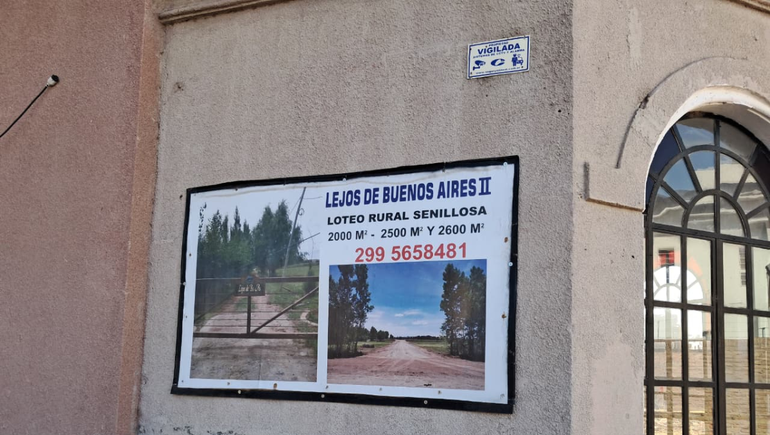 VIGILADA
LEJOS DE BUENOS AIRES II
LOTEO RURAL SENILLOSA
2000 M² - 2500 M² Y 2600 M²
299 5658481